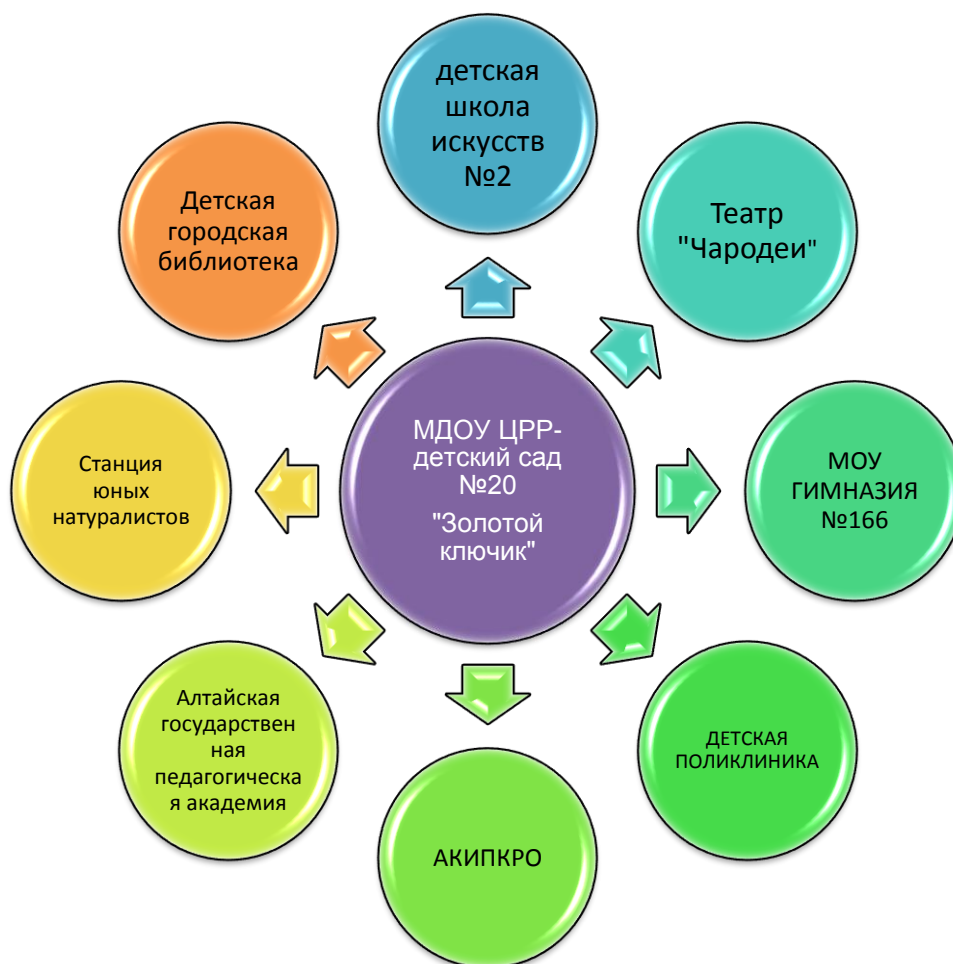 детская
школа
искусств
№2
Театр
"Чародеи"
МОУ
ГИМНАЗИЯ
№166
ДЕТСКАЯ
ПОЛИКЛИНИКА
АКИПКРО
Алтайская
государствен
ная
педагогическа
я академия
Станция
юных
натуралистов
Детская
городская
библиотека
МДОУ ЦРР-
детский сад
№20
"Золотой
ключик"